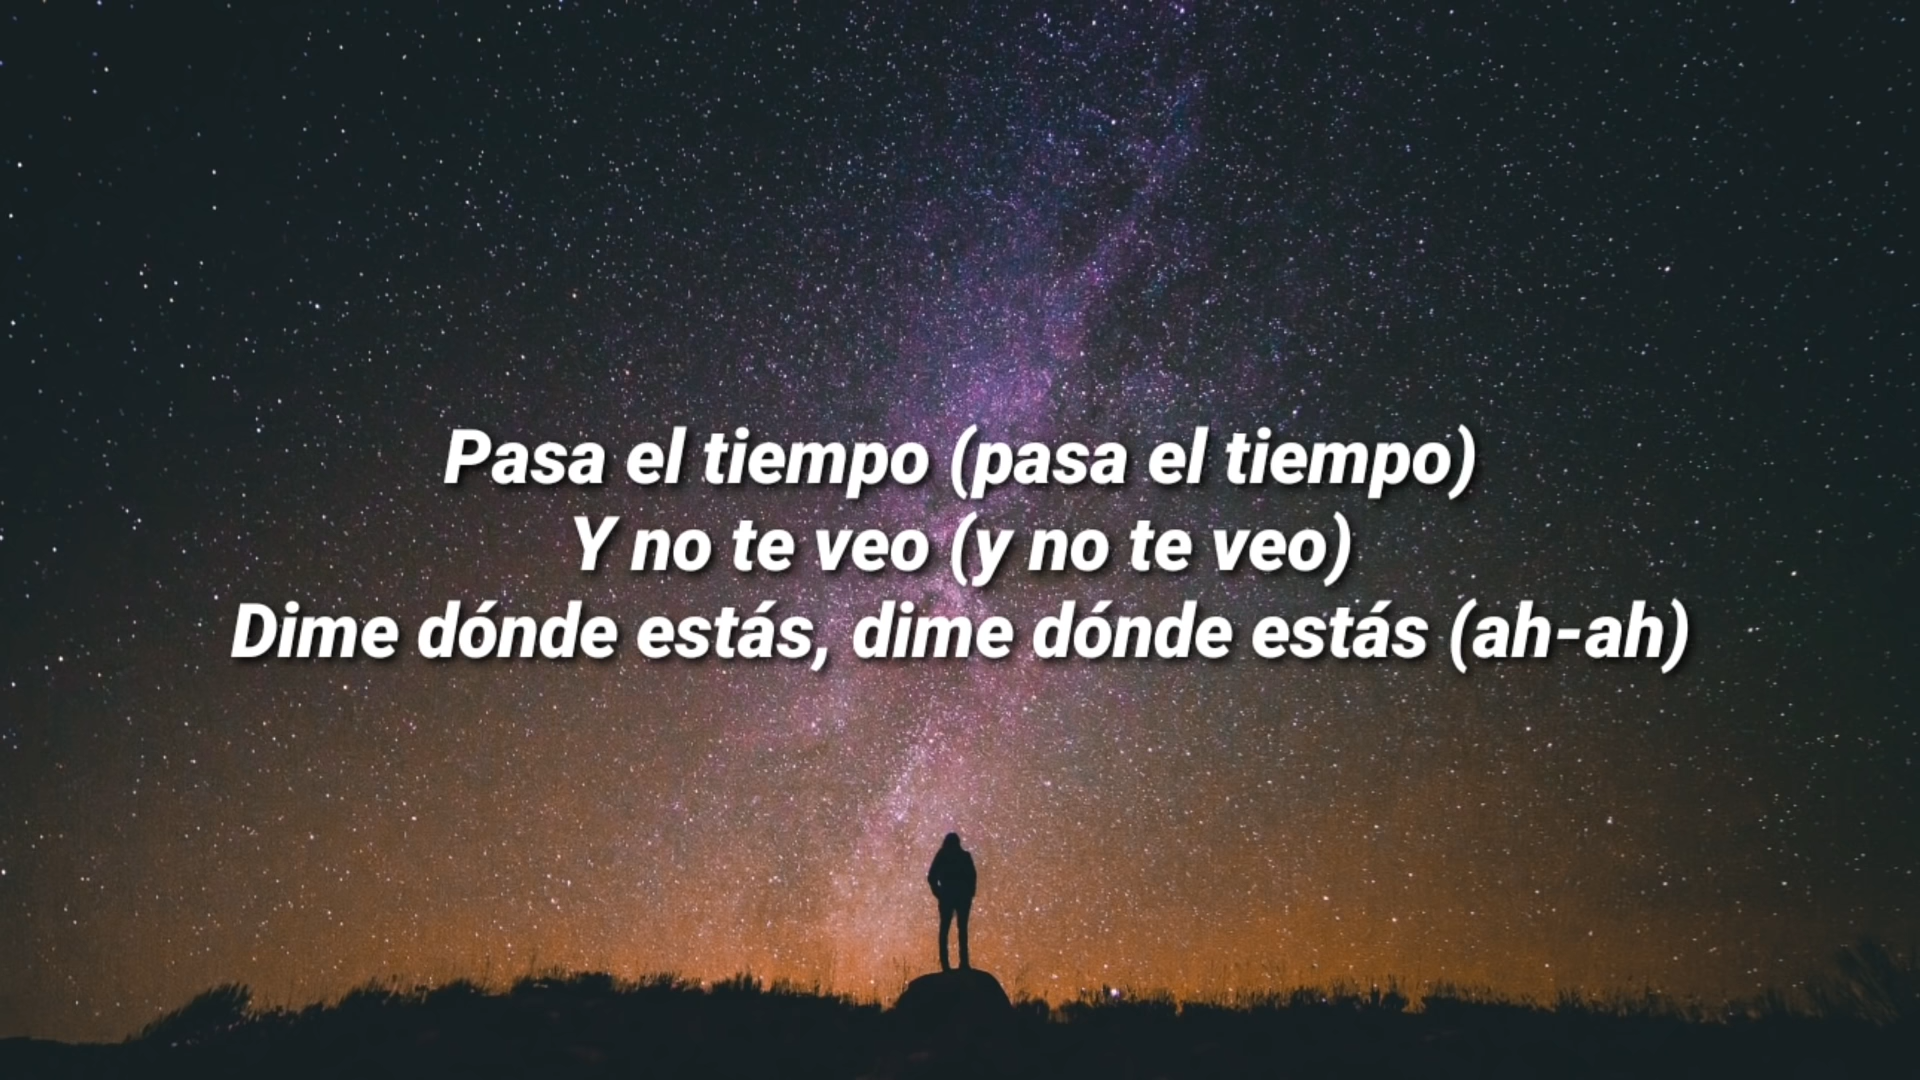 Pasa el tiempo (pasa el tiempo)
Y no te veo (y no te veo)
Dime dónde estás, dime dónde estás (ah-ah)